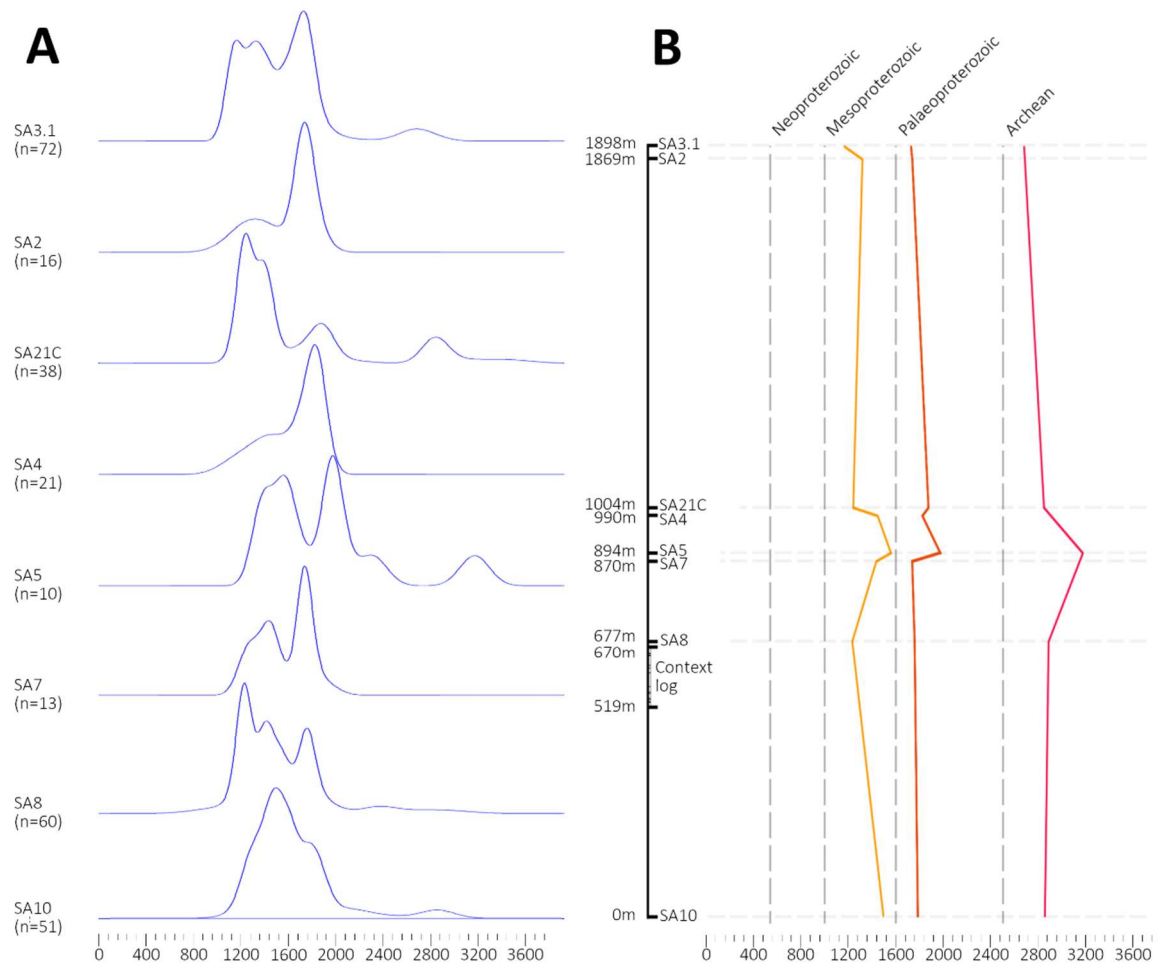 A
SA3.1
(n=72)
SA2
(n=16)
SA21C
(n=38)
SA4
(n=21)
SA5
(n=10)
SA7
(n=13)
SA8
(n=60)
SA10
(n=51)
0 400 800 1200 1600 2000 2400 2800 3200 3600
B
Neoproterozoic
Mesoproterozoic
Palaeoproterozoic
Archean
1898m SA3.1
1869m SA2
1004m SA21C
990m SA4
894m SA5
870m SA7
677m SA8
670m
Context
log
519m
0m SA10
0 400 800 1200 1600 2000 2400 2800 3200 3600